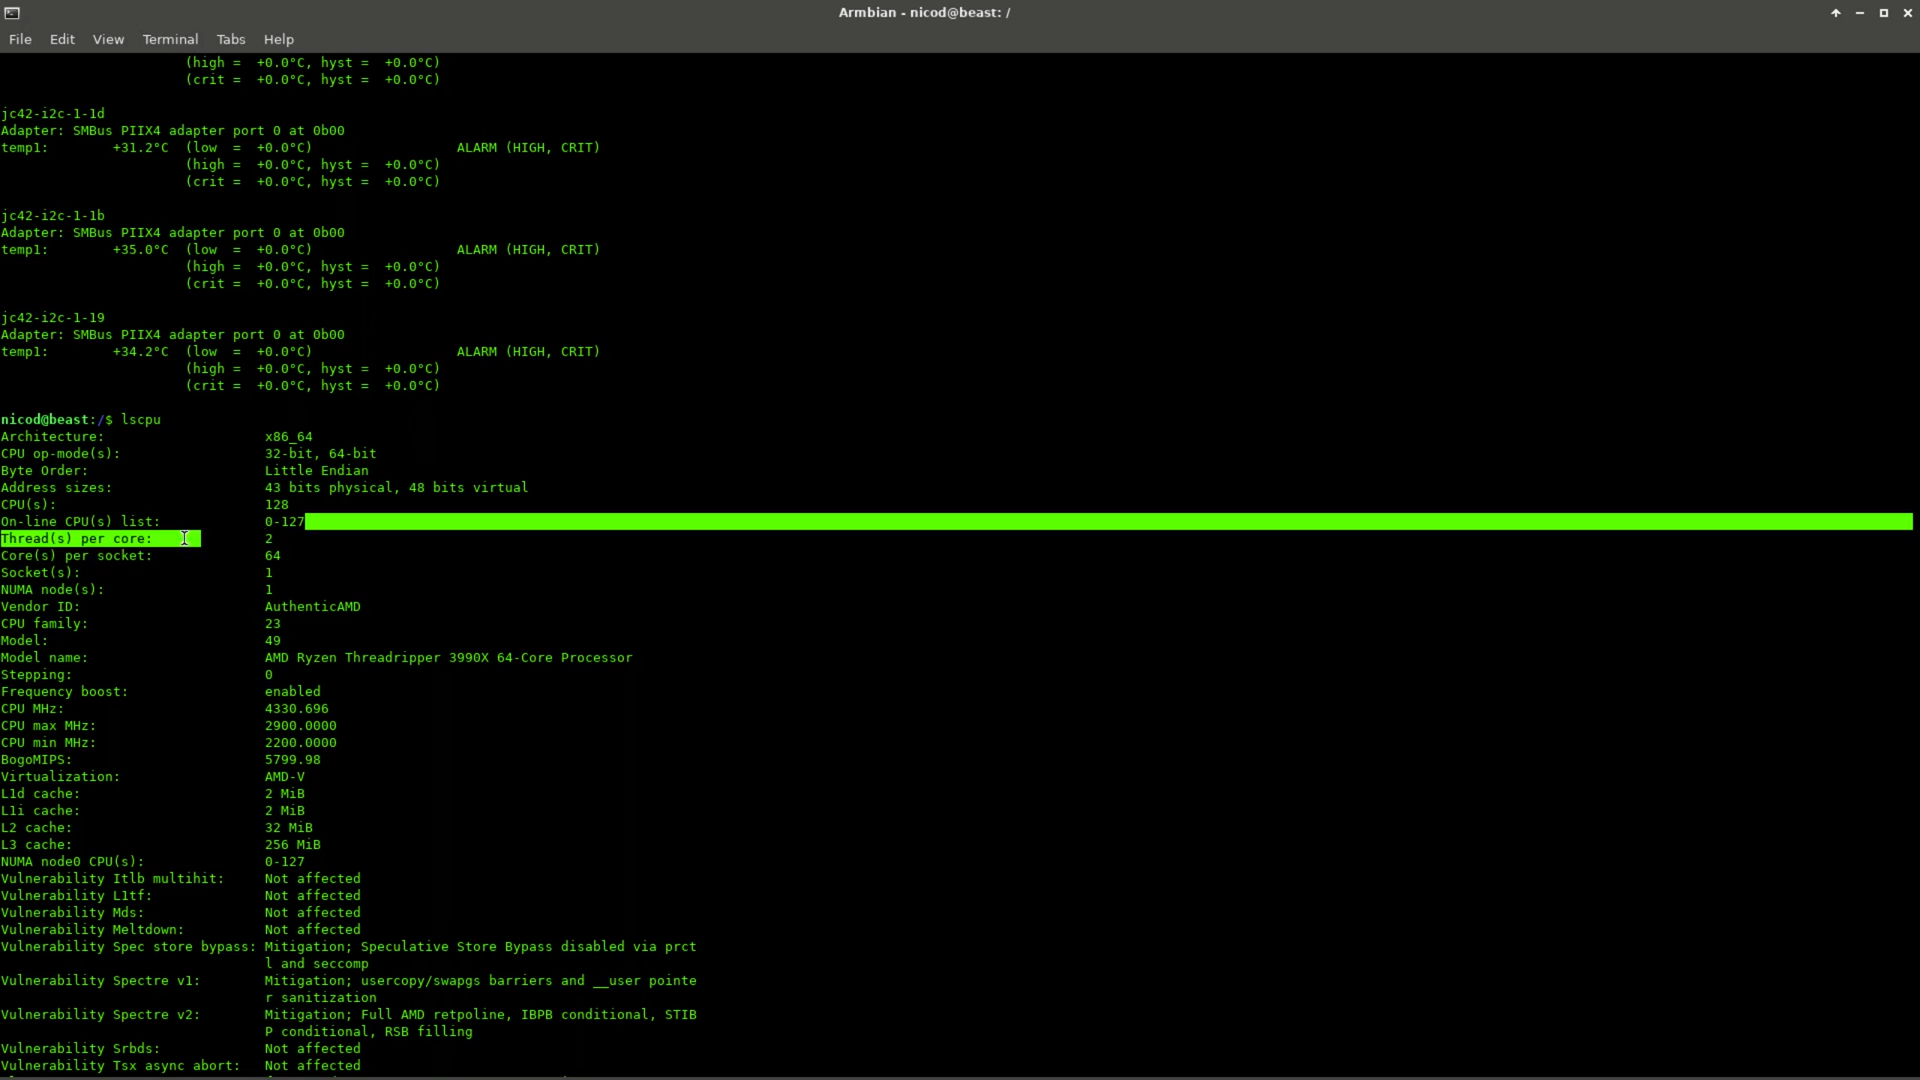 Armbian - nicod@beast: /
File Edit View Terminal Tabs Help
(high = +0.0°C, hyst = +0.0°C)
(crit = +0.0°C, hyst = +0.0°C)
jc42-i2c-1-1d
Adapter: SMBus PIIX4 adapter port 0 at 0b00
temp1: +31.2°C (low = +0.0°C) ALARM (HIGH, CRIT)
(high = +0.0°C, hyst = +0.0°C)
(crit = +0.0°C, hyst = +0.0°C)
jc42-i2c-1-1b
Adapter: SMBus PIIX4 adapter port 0 at 0b00
temp1: +35.0°C (low = +0.0°C) ALARM (HIGH, CRIT)
(high = +0.0°C, hyst = +0.0°C)
(crit = +0.0°C, hyst = +0.0°C)
jc42-i2c-1-19
Adapter: SMBus PIIX4 adapter port 0 at 0b00
temp1: +34.2°C (low = +0.0°C) ALARM (HIGH, CRIT)
(high = +0.0°C, hyst = +0.0°C)
(crit = +0.0°C, hyst = +0.0°C)
nicod@beast:/$ lscpu
Architecture: x86_64
CPU op-mode(s): 32-bit, 64-bit
Byte Order: Little Endian
Address sizes: 43 bits physical, 48 bits virtual
CPU(s): 128
On-line CPU(s) list: 0-127
Thread(s) per core: 2
Core(s) per socket: 64
Socket(s): 1
NUMA node(s): 1
Vendor ID: AuthenticAMD
CPU family: 23
Model: 49
Model name: AMD Ryzen Threadripper 3990X 64-Core Processor
Stepping: 0
Frequency boost: enabled
CPU MHz: 4330.696
CPU max MHz: 2900.0000
CPU min MHz: 2200.0000
BogoMIPS: 5799.98
Virtualization: AMD-V
L1d cache: 2 MiB
L1i cache: 2 MiB
L2 cache: 32 MiB
L3 cache: 256 MiB
NUMA node0 CPU(s): 0-127
Vulnerability Itlb multihit: Not affected
Vulnerability L1tf: Not affected
Vulnerability Mds: Not affected
Vulnerability Meltdown: Not affected
Vulnerability Spec store bypass: Mitigation; Speculative Store Bypass disabled via prct
l and seccomp
Vulnerability Spectre v1: Mitigation; usercopy/swapgs barriers and __user pointe
r sanitization
Vulnerability Spectre v2: Mitigation; Full AMD retpoline, IBPB conditional, STIB
P conditional, RSB filling
Vulnerability Srbds: Not affected
Vulnerability Tsx async abort: Not affected